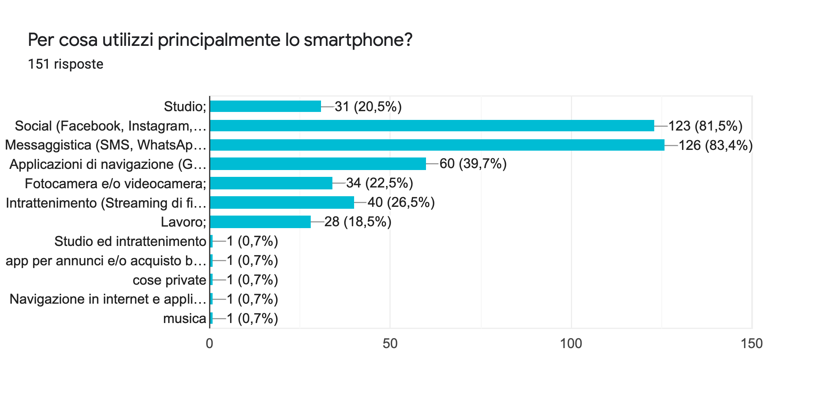 Per cosa utilizzi principalmente lo smartphone?
151 risposte
Studio; 31 (20,5%)
Social (Facebook, Instagram,… 123 (81,5%)
Messaggistica (SMS, WhatsAp… 126 (83,4%)
Applicazioni di navigazione (G… 60 (39,7%)
Fotocamera e/o videocamera; 34 (22,5%)
Intrattenimento (Streaming di fi… 40 (26,5%)
Lavoro; 28 (18,5%)
Studio ed intrattenimento 1 (0,7%)
app per annunci e/o acquisto b… 1 (0,7%)
cose private 1 (0,7%)
Navigazione in internet e appli… 1 (0,7%)
musica 1 (0,7%)
0 50 100 150